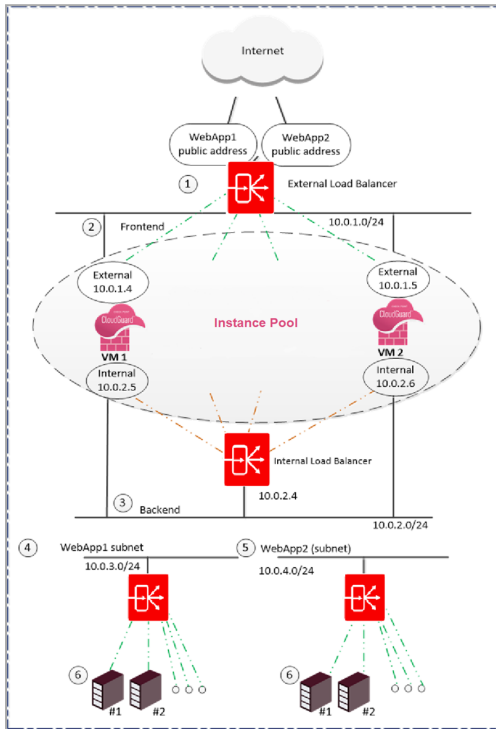 Internet
WebApp1
public address
WebApp2
public address
1
External Load Balancer
2
Frontend
10.0.1.0/24
External
10.0.1.4
External
10.0.1.5
CloudGuard
CloudGuard
Instance Pool
VM 1
VM 2
Internal
10.0.2.5
Internal
10.0.2.6
Internal Load Balancer
10.0.2.4
3
Backend
10.0.2.0/24
4
WebApp1 subnet
5
WebApp2 (subnet)
10.0.3.0/24
10.0.4.0/24
6
#1
#2
6
#1
#2